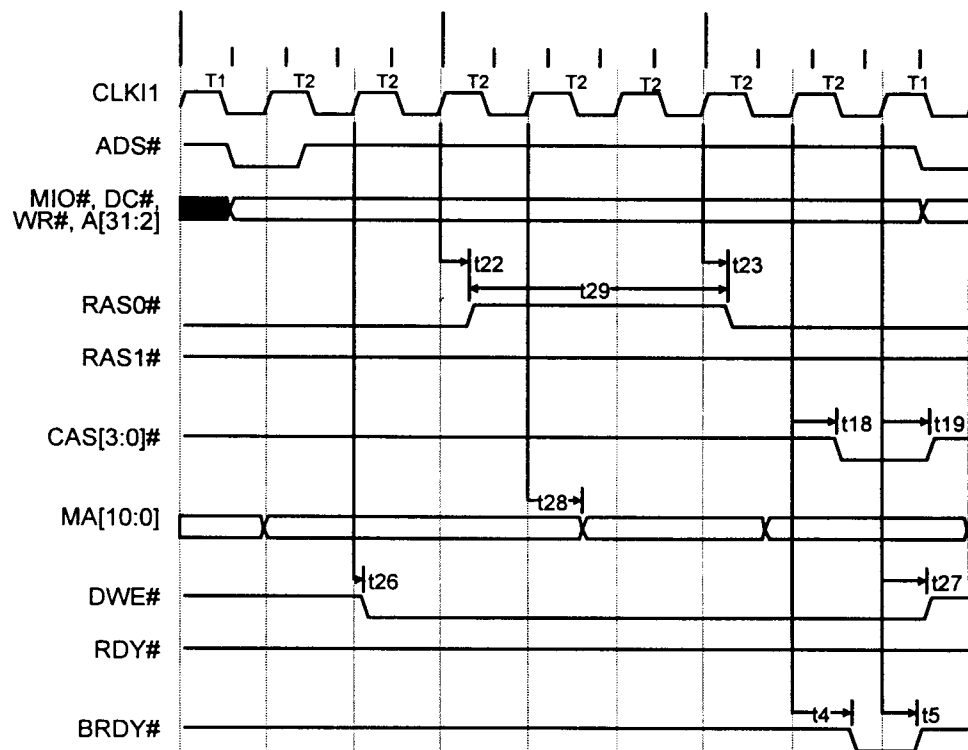 T1 T2 T2 T2 T2 T2 T2 T2 T1
CLKI1
ADS#
MIO#, DC#,
WR#, A[31:2]
t22 t23
t29
RAS0#
RAS1#
t18 t19
CAS[3:0]#
t28
MA[10:0]
t26 t27
DWE#
RDY#
t4 t5
BRDY#